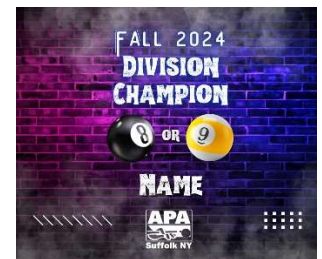 FALL 2024
DIVISION
CHAMPION
8 OR 9
NAME
APA
Suffolk NY